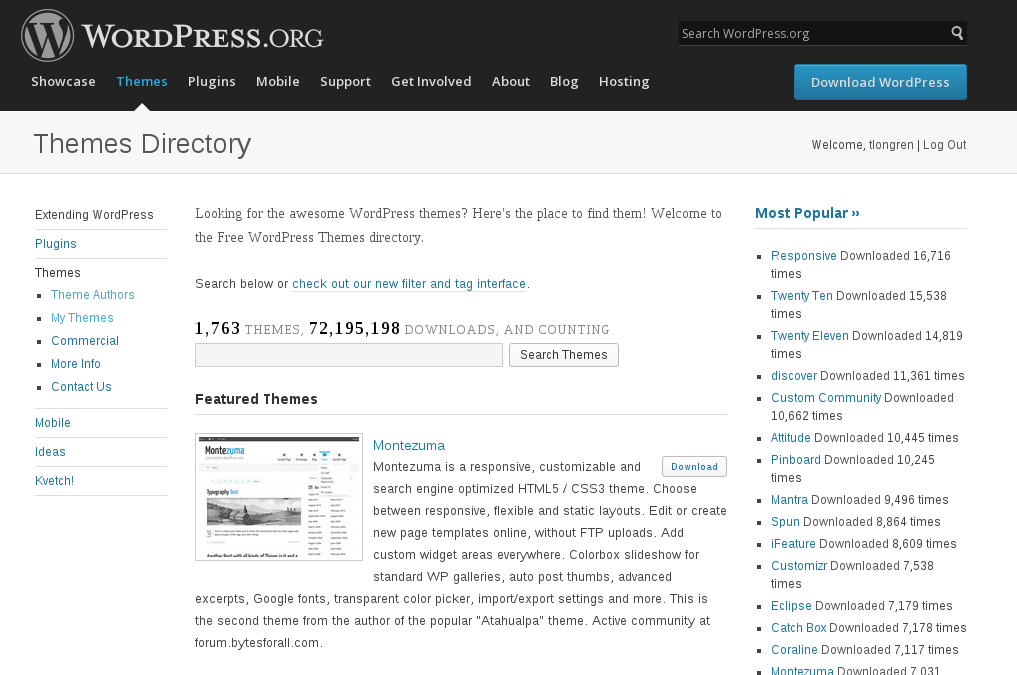 WORDPRESS.ORG
Search WordPress.org
Showcase Themes Plugins Mobile Support Get Involved About Blog Hosting
Download WordPress
Themes Directory
Welcome, tlongren | Log Out
Extending WordPress
Plugins
Themes
Theme Authors
My Themes
Commercial
More Info
Contact Us
Mobile
Ideas
Kvetch!
Looking for the awesome WordPress themes? Here's the place to find them! Welcome to
the Free WordPress Themes directory.
Search below or check out our new filter and tag interface.
1,763 THEMES, 72,195,198 DOWNLOADS, AND COUNTING
Search Themes
Featured Themes
Montezuma
Typography Test
Montezuma
Download
Montezuma is a responsive, customizable and
search engine optimized HTML5 / CSS3 theme. Choose
between responsive, flexible and static layouts. Edit or create
new page templates online, without FTP uploads. Add
custom widget areas everywhere. Colorbox slideshow for
standard WP galleries, auto post thumbs, advanced
excerpts, Google fonts, transparent color picker, import/export settings and more. This is
the second theme from the author of the popular "Atahualpa" theme. Active community at
forum.bytesforall.com.
Most Popular »
Responsive Downloaded 16,716
times
Twenty Ten Downloaded 15,538
times
Twenty Eleven Downloaded 14,819
times
discover Downloaded 11,361 times
Custom Community Downloaded
10,662 times
Attitude Downloaded 10,445 times
Pinboard Downloaded 10,245
times
Mantra Downloaded 9,496 times
Spun Downloaded 8,864 times
iFeature Downloaded 8,609 times
Customizr Downloaded 7,538
times
Eclipse Downloaded 7,179 times
Catch Box Downloaded 7,178 times
Coraline Downloaded 7,117 times
Montezuma Downloaded 7,031